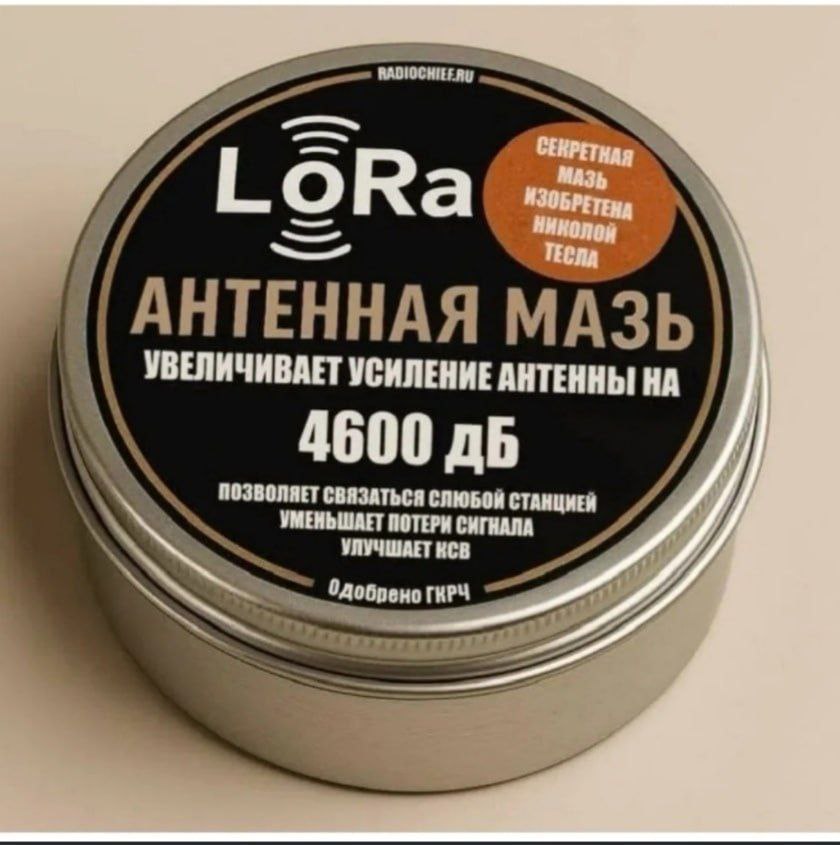 RADIOCHIEF.RU
LoRa
СЕКРЕТНАЯ
МАЗЬ
ИЗОБРЕТЕНА
НИКОЛОЙ
ТЕСЛА
АНТЕННАЯ МАЗЬ
УВЕЛИЧИВАЕТ УСИЛЕНИЕ АНТЕННЫ НА
4600 дБ
ПОЗВОЛЯЕТ СВЯЗАТЬСЯ СЛЮБОЙ СТАНЦИЕЙ
УМЕНЬШАЕТ ПОТЕРИ СИГНАЛА
УЛУЧШАЕТ КСВ
Одобрено ГКРЧ